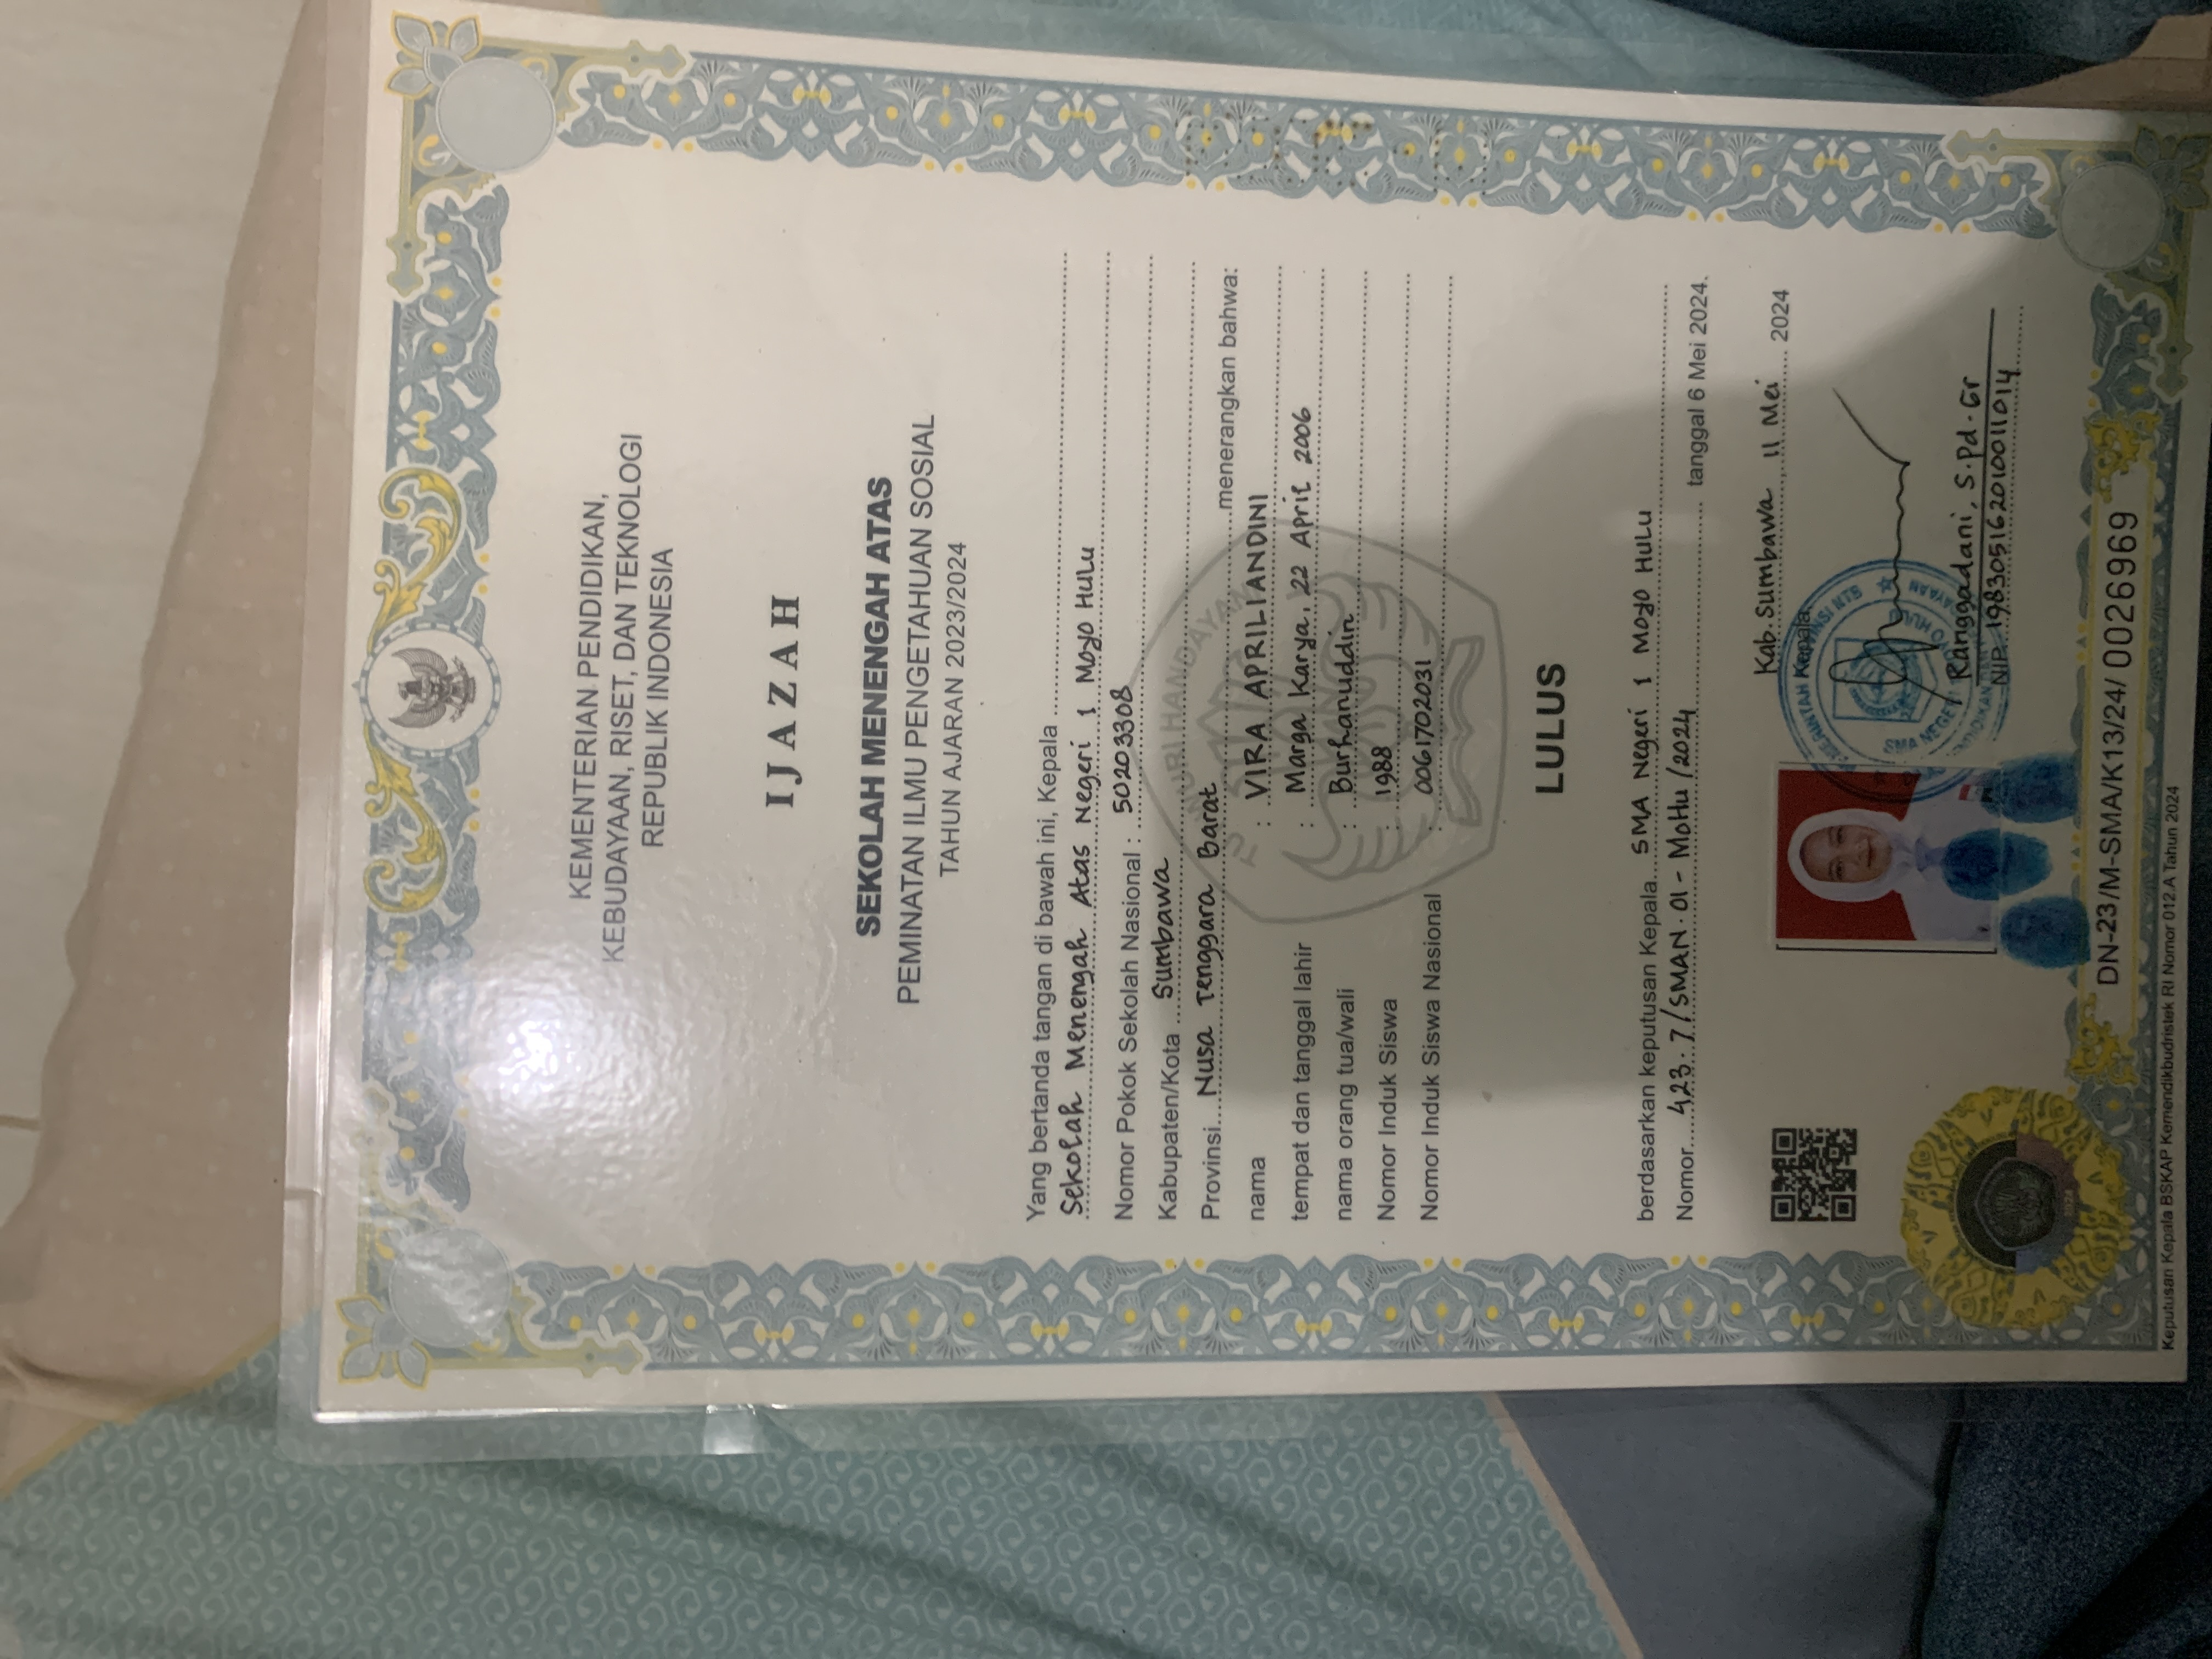 KEMENTERIAN PENDIDIKAN,
KEBUDAYAAN, RISET, DAN TEKNOLOGI
REPUBLIK INDONESIA
IJAZAH
SEKOLAH MENENGAH ATAS
PEMINATAN ILMU PENGETAHUAN SOSIAL
TAHUN AJARAN 2023/2024
Yang bertanda tangan di bawah ini, Kepala
Sekolah Menengah Atas Negeri 1 Moyo Hulu
Nomor Pokok Sekolah Nasional : 50203308
Kabupaten/Kota Sumbawa
Provinsi Nusa Tenggara Barat menerangkan bahwa:
nama : VIRA APRILIANDINI
tempat dan tanggal lahir : Marga Karya, 22 April 2006
nama orang tua/wali : Burhanuddin
Nomor Induk Siswa : 1988
Nomor Induk Siswa Nasional : 0061702031
LULUS
berdasarkan keputusan Kepala SMA Negeri 1 Moyo Hulu
Nomor 423.7/SMAN.01-MoHu/2024 tanggal 6 Mei 2024.
Kab. Sumbawa, 11 Mei 2024
Kepala,
Ranggadani, S.Pd.Gr
NIP. 198305162010011014
DN-23/M-SMA/K13/24/0026969
Keputusan Kepala BSKAP Kemendikbudristek RI Nomor 012.A Tahun 2024